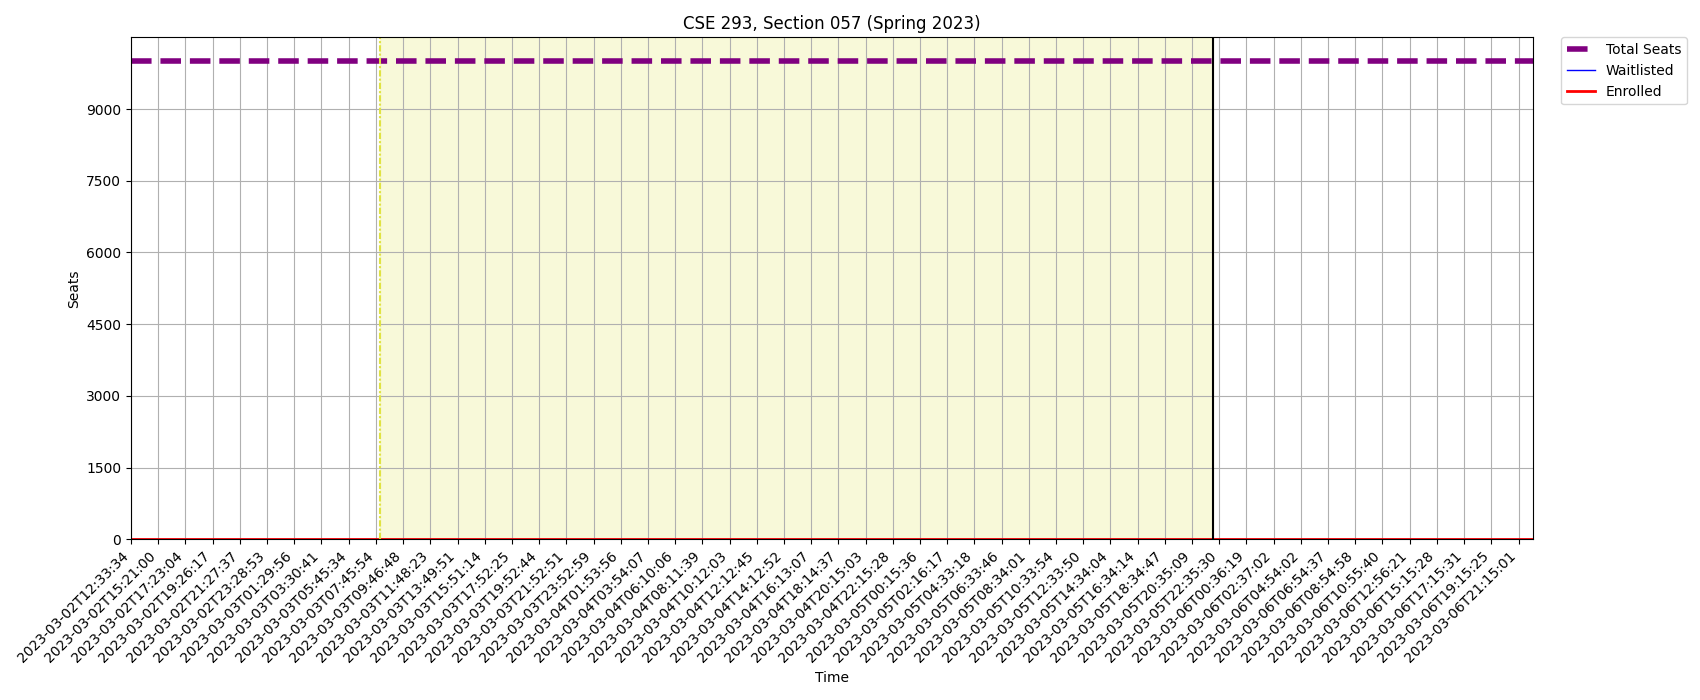 CSE 293, Section 057 (Spring 2023)
Total Seats
Waitlisted
Enrolled
Seats
9000
7500
6000
4500
3000
1500
0
2023-03-02T12:33:34
2023-03-02T15:21:00
2023-03-02T17:23:04
2023-03-02T19:26:17
2023-03-02T21:27:37
2023-03-02T23:28:53
2023-03-03T01:29:56
2023-03-03T03:30:41
2023-03-03T05:45:34
2023-03-03T07:45:54
2023-03-03T09:46:48
2023-03-03T11:48:23
2023-03-03T13:49:51
2023-03-03T15:51:14
2023-03-03T17:52:25
2023-03-03T19:52:44
2023-03-03T21:52:51
2023-03-03T23:52:59
2023-03-04T01:53:56
2023-03-04T03:54:07
2023-03-04T06:10:06
2023-03-04T08:11:39
2023-03-04T10:12:03
2023-03-04T12:12:45
2023-03-04T14:12:52
2023-03-04T16:13:07
2023-03-04T18:14:37
2023-03-04T20:15:03
2023-03-04T22:15:28
2023-03-05T00:15:36
2023-03-05T02:16:17
2023-03-05T04:33:18
2023-03-05T06:33:46
2023-03-05T08:34:01
2023-03-05T10:33:54
2023-03-05T12:33:50
2023-03-05T14:34:04
2023-03-05T16:34:14
2023-03-05T18:34:47
2023-03-05T20:35:09
2023-03-05T22:35:30
2023-03-06T00:36:19
2023-03-06T02:37:02
2023-03-06T04:54:02
2023-03-06T06:54:37
2023-03-06T08:54:58
2023-03-06T10:55:40
2023-03-06T12:56:21
2023-03-06T15:15:28
2023-03-06T17:15:31
2023-03-06T19:15:25
2023-03-06T21:15:01
Time